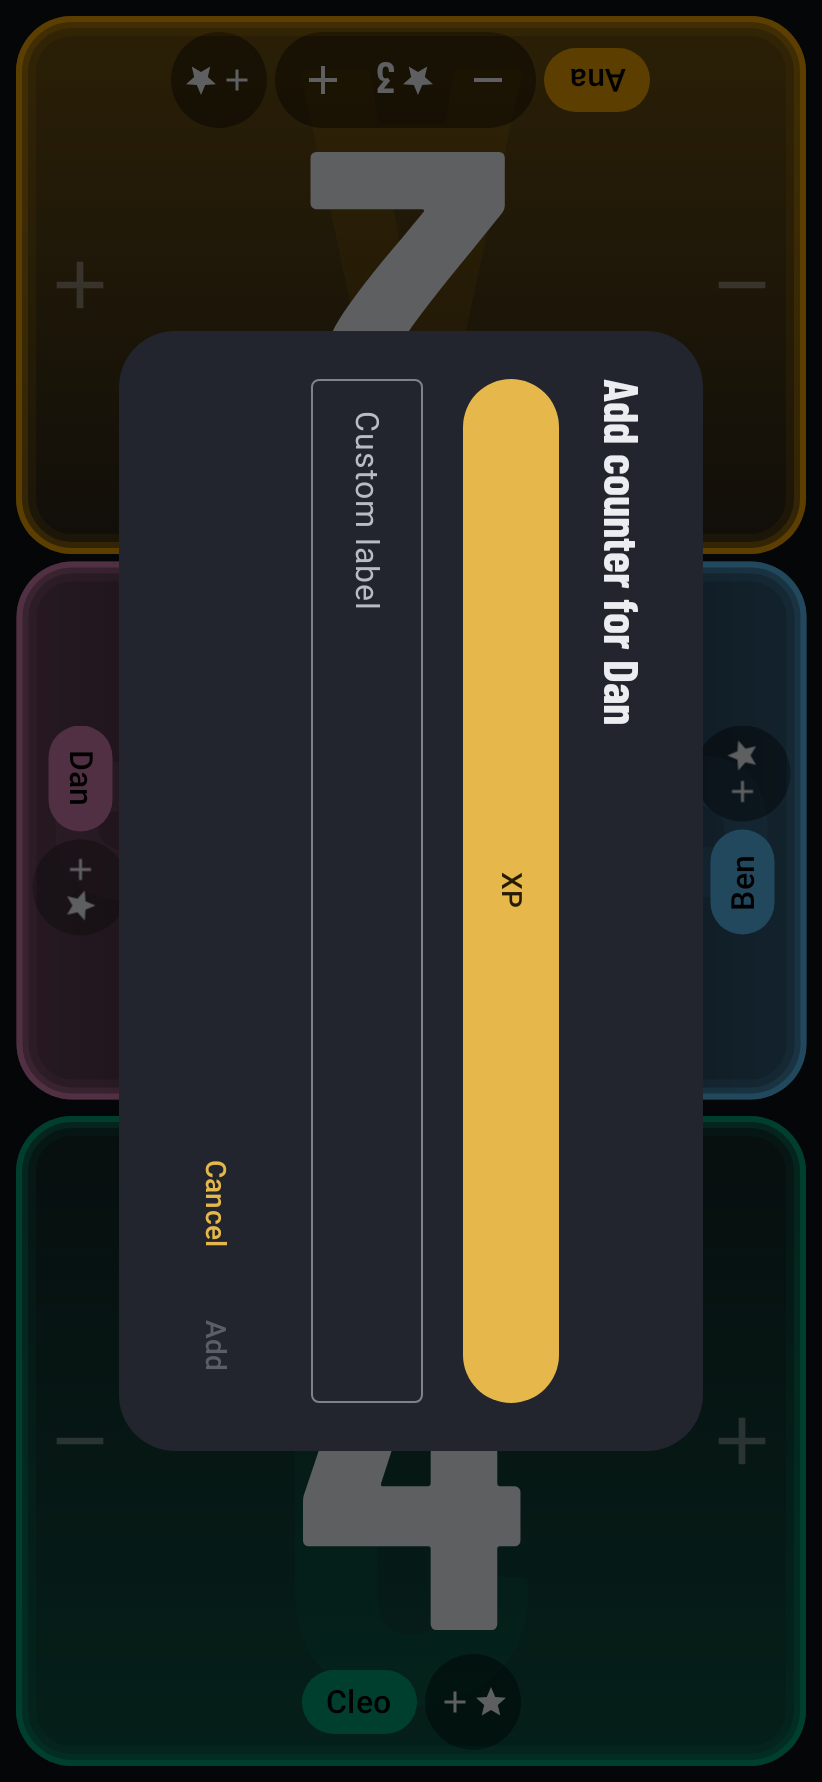 Ana
3
7
Add counter for Dan
XP
Custom label
Cancel
Add
Dan
Ben
4
Cleo